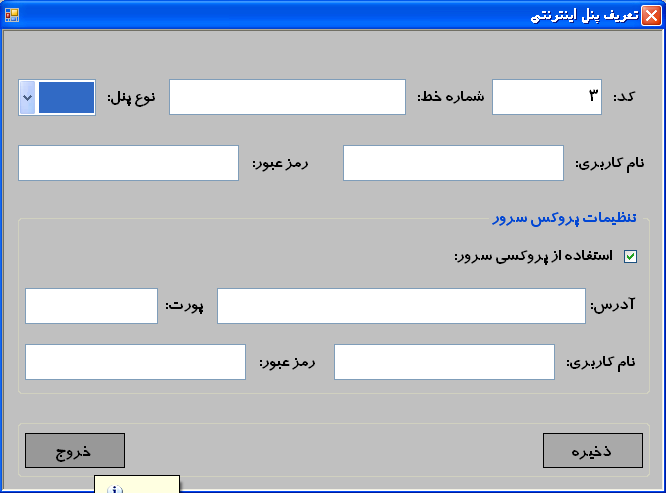 تعریف پنل اینترنتی
کد: ۳ شماره خط: نوع پنل:
نام کاربری: رمز عبور:
تنظیمات پروکس سرور
استفاده از پروکسی سرور:
آدرس: پورت:
نام کاربری: رمز عبور:
ذخیره خروج